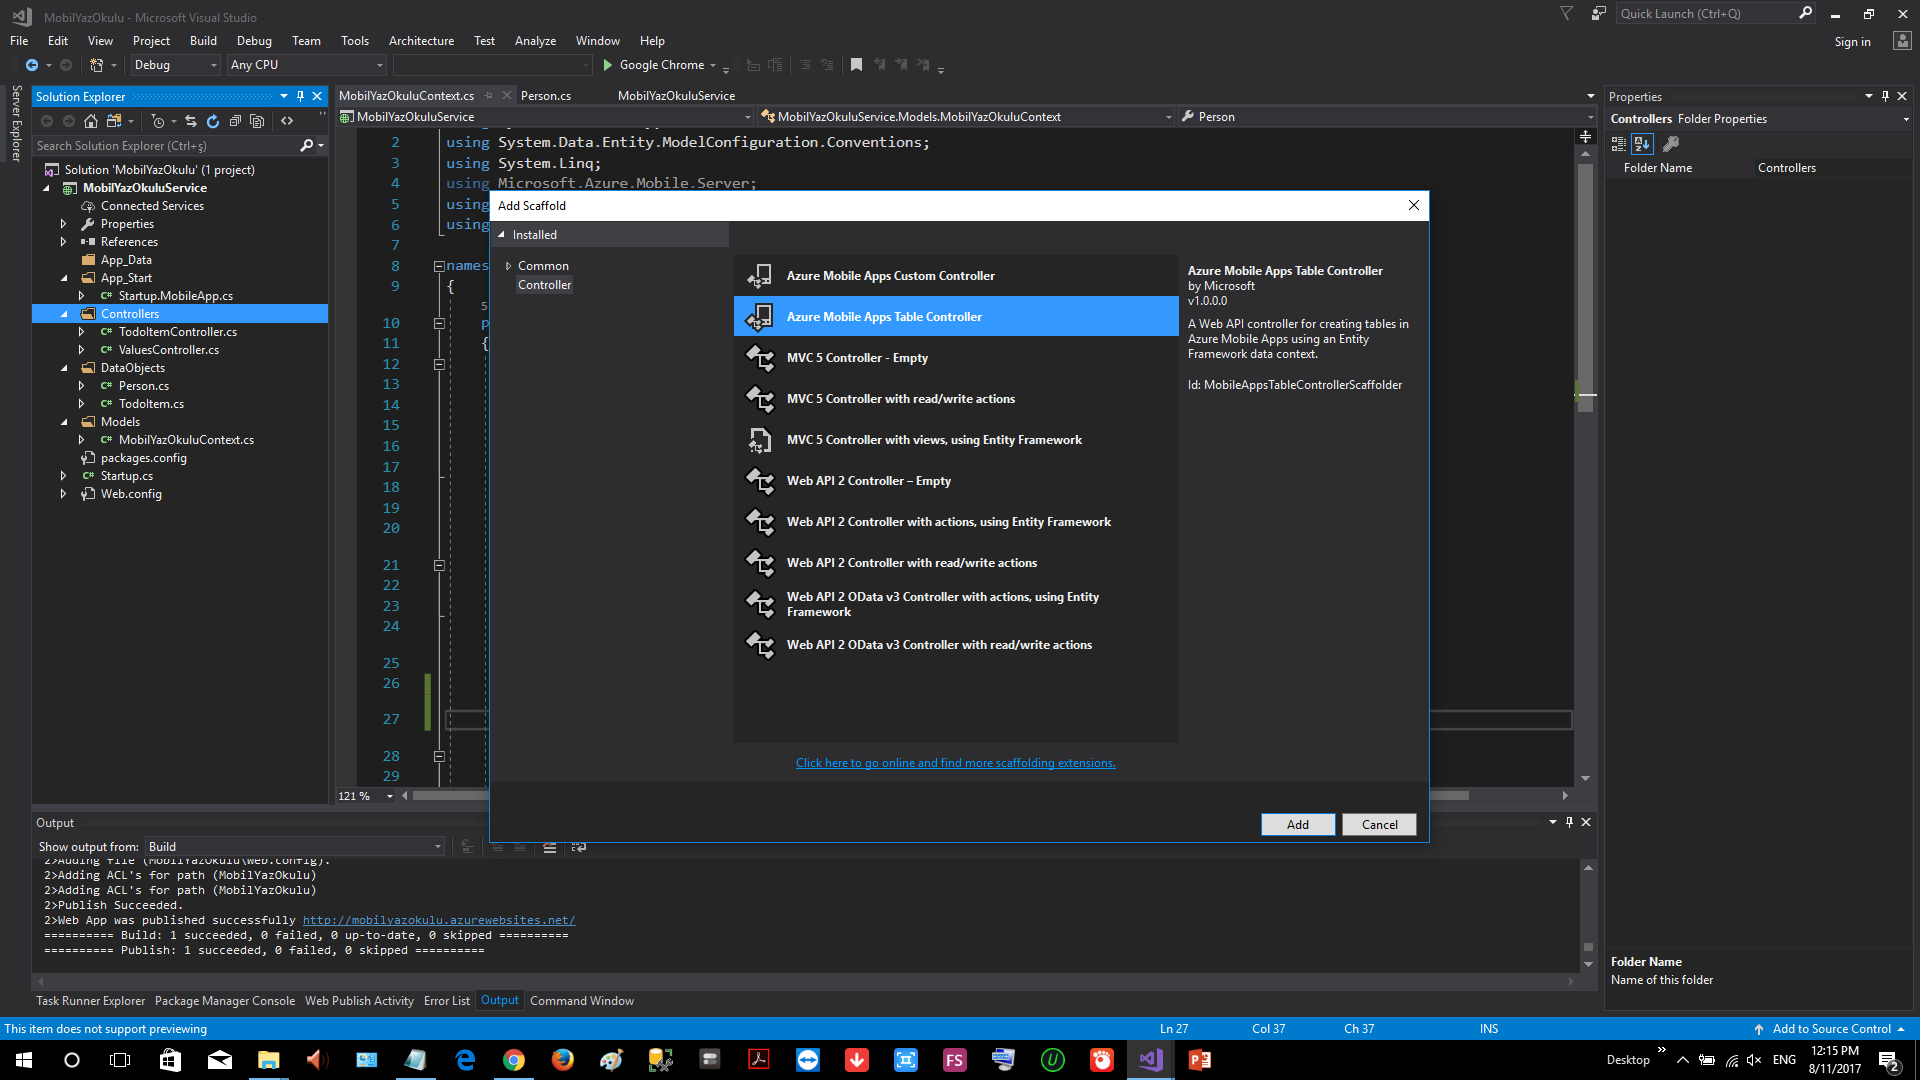 MobilYazOkulu - Microsoft Visual Studio
Quick Launch (Ctrl+Q)
File Edit View Project Build Debug Team Tools Architecture Test Analyze Window Help
Sign in
Debug Any CPU Google Chrome
Server Explorer
Solution Explorer
Search Solution Explorer (Ctrl+ş)
Solution 'MobilYazOkulu' (1 project)
MobilYazOkuluService
Connected Services
Properties
References
App_Data
App_Start
C# Startup.MobileApp.cs
Controllers
C# TodoItemController.cs
C# ValuesController.cs
DataObjects
C# Person.cs
C# TodoItem.cs
Models
C# MobilYazOkuluContext.cs
packages.config
C# Startup.cs
Web.config
MobilYazOkuluContext.cs Person.cs MobilYazOkuluService
MobilYazOkuluService MobilYazOkuluService.Models.MobilYazOkuluContext Person
2 using System.Data.Entity.ModelConfiguration.Conventions;
3 using System.Linq;
4 using Microsoft.Azure.Mobile.Server;
5 using
6 using
7
8 names
9 {
5
10 p
11 {
12
13
14
15
16
17
18
19
20
21
22
23
24
25
26
27
28
29
121 %
Add Scaffold
Installed
Common
Controller
Azure Mobile Apps Custom Controller
Azure Mobile Apps Table Controller
MVC 5 Controller - Empty
MVC 5 Controller with read/write actions
MVC 5 Controller with views, using Entity Framework
Web API 2 Controller – Empty
Web API 2 Controller with actions, using Entity Framework
Web API 2 Controller with read/write actions
Web API 2 OData v3 Controller with actions, using Entity
Framework
Web API 2 OData v3 Controller with read/write actions
Click here to go online and find more scaffolding extensions.
Azure Mobile Apps Table Controller
by Microsoft
v1.0.0.0
A Web API controller for creating tables in
Azure Mobile Apps using an Entity
Framework data context.
Id: MobileAppsTableControllerScaffolder
Add Cancel
Properties
Controllers Folder Properties
Folder Name Controllers
Folder Name
Name of this folder
Output
Show output from: Build
2>Adding file (MobilYazOkulu\Web.config).
2>Adding ACL's for path (MobilYazOkulu)
2>Adding ACL's for path (MobilYazOkulu)
2>Publish Succeeded.
2>Web App was published successfully http://mobilyazokulu.azurewebsites.net/
========== Build: 1 succeeded, 0 failed, 0 up-to-date, 0 skipped ==========
========== Publish: 1 succeeded, 0 failed, 0 skipped ==========
Task Runner Explorer Package Manager Console Web Publish Activity Error List Output Command Window
This item does not support previewing Ln 27 Col 37 Ch 37 INS Add to Source Control
FS
Desktop ENG 12:15 PM
8/11/2017
2